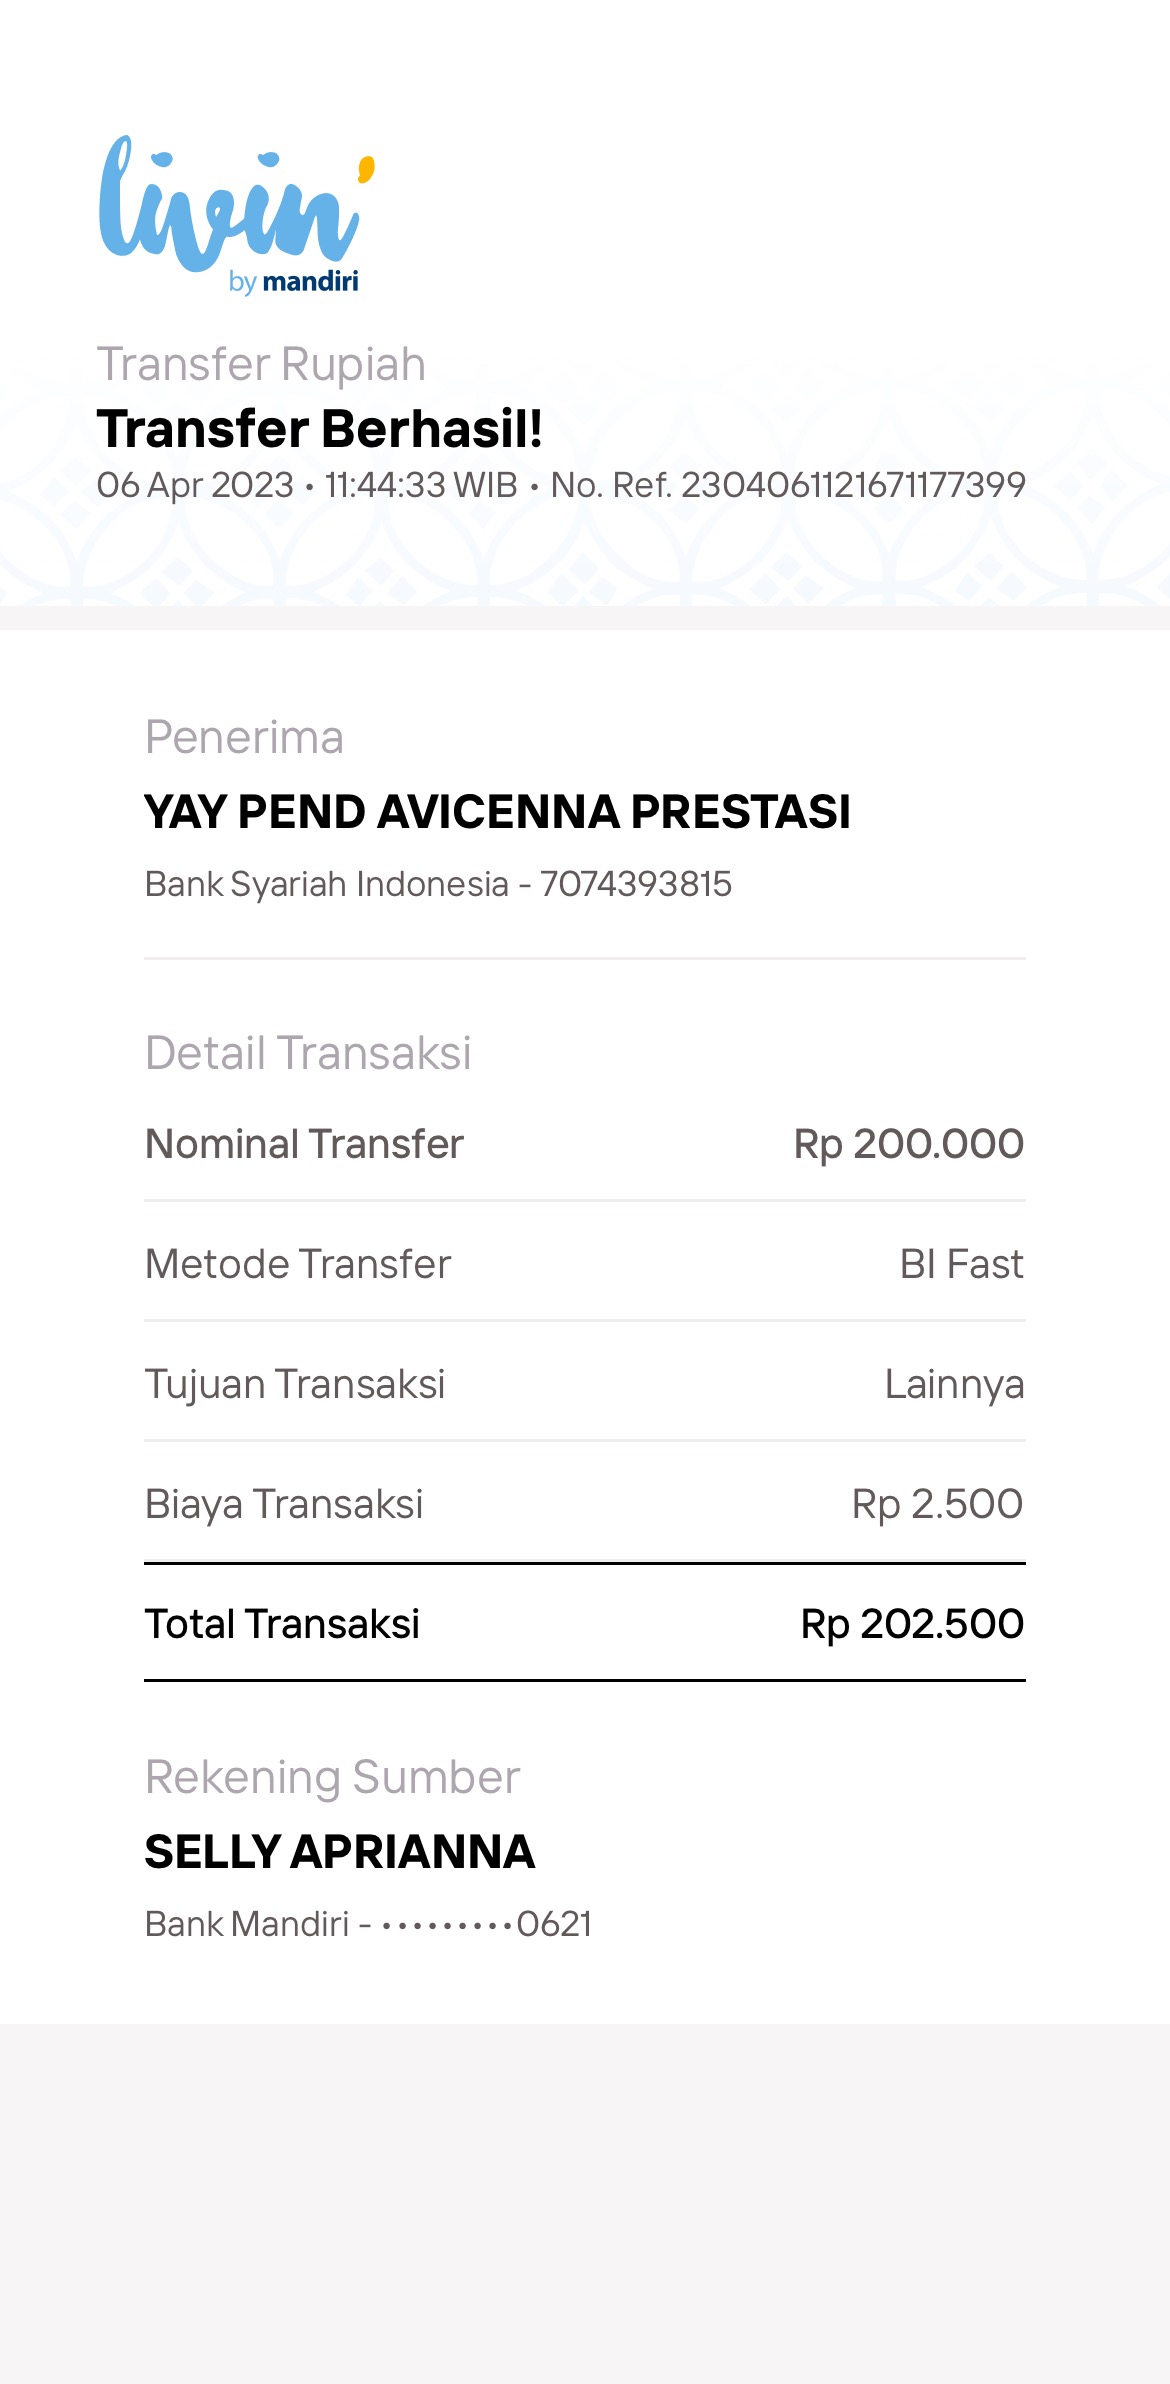 livin'
by mandiri
Transfer Rupiah
Transfer Berhasil!
06 Apr 2023 • 11:44:33 WIB • No. Ref. 2304061121671177399
Penerima
YAY PEND AVICENNA PRESTASI
Bank Syariah Indonesia - 7074393815
Detail Transaksi
Nominal Transfer Rp 200.000
Metode Transfer BI Fast
Tujuan Transaksi Lainnya
Biaya Transaksi Rp 2.500
Total Transaksi Rp 202.500
Rekening Sumber
SELLY APRIANNA
Bank Mandiri - •••••••••0621